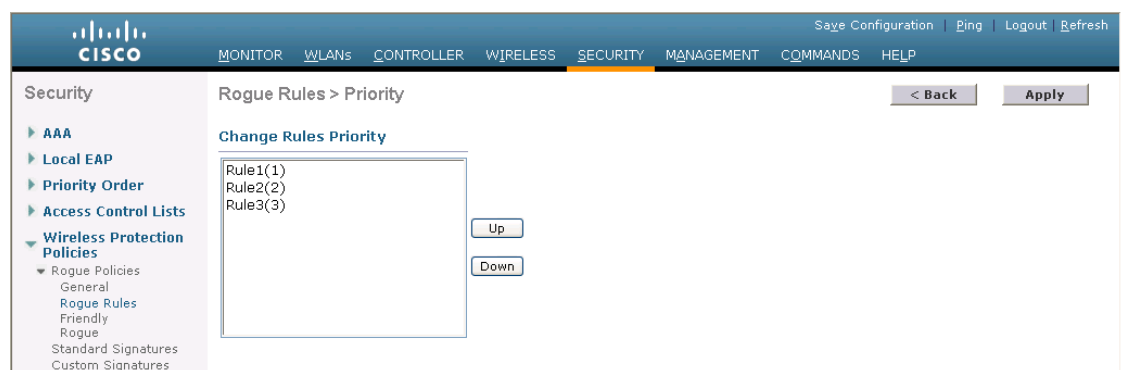 Save Configuration | Ping | Logout | Refresh
CISCO
MONITOR WLANs CONTROLLER WIRELESS SECURITY MANAGEMENT COMMANDS HELP
Security
AAA
Local EAP
Priority Order
Access Control Lists
Wireless Protection
Policies
Rogue Policies
General
Rogue Rules
Friendly
Rogue
Standard Signatures
Custom Signatures
Rogue Rules > Priority
< Back
Apply
Change Rules Priority
Rule1(1)
Rule2(2)
Rule3(3)
Up
Down